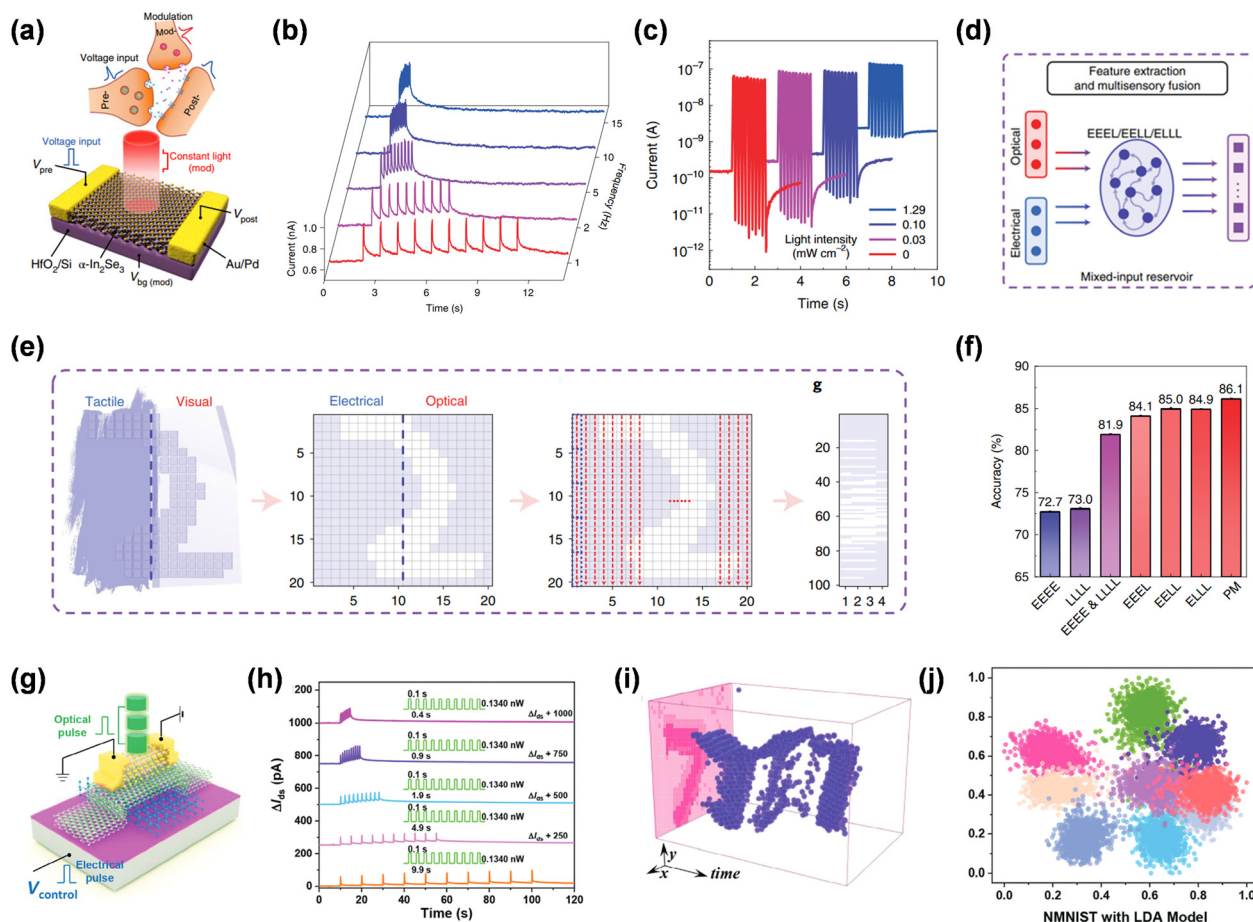 (a)
Modulation
Mod-
Voltage input
Pre-
Post-
Voltage input
Constant light
(mod)
Vpre
Vpost
HfO2/Si
α-In2Se3
Vbg (mod)
Au/Pd
(b)
Current (nA)
1.0
0.8
0.6
0
3
6
9
12
Time (s)
15
10
5
2
1
Frequency (Hz)
(c)
Current (A)
10-7
10-8
10-9
10-10
10-11
10-12
Light intensity
(mW cm-2)
1.29
0.10
0.03
0
0
2
4
6
8
10
Time (s)
(d)
Feature extraction
and multisensory fusion
EEEL/EELL/ELLL
Optical
Electrical
Mixed-input reservoir
(e)
Tactile
Visual
Electrical
Optical
5
10
15
20
5
10
15
20
5
10
15
20
5
10
15
20
g
20
40
60
80
100
1 2 3 4
(f)
Accuracy (%)
90
85
80
75
70
65
72.7
73.0
81.9
84.1
85.0
84.9
86.1
EEEE
LLLL
EEEE & LLLL
EEEL
EELL
ELLL
PM
(g)
Optical
pulse
Electrical
pulse
Vcontrol
(h)
ΔIds (pA)
1200
1000
800
600
400
200
0
0.1 s
0.4 s
0.1340 nW
ΔIds + 1000
0.1 s
0.9 s
0.1340 nW
ΔIds + 750
0.1 s
1.9 s
0.1340 nW
ΔIds + 500
0.1 s
4.9 s
0.1340 nW
ΔIds + 250
0.1 s
9.9 s
0.1340 nW
0 20 40 60 80 100 120
Time (s)
(i)
y
x
time
(j)
1.0
0.8
0.6
0.4
0.2
0.0
0.0 0.2 0.4 0.6 0.8 1.0
NMNIST with LDA Model